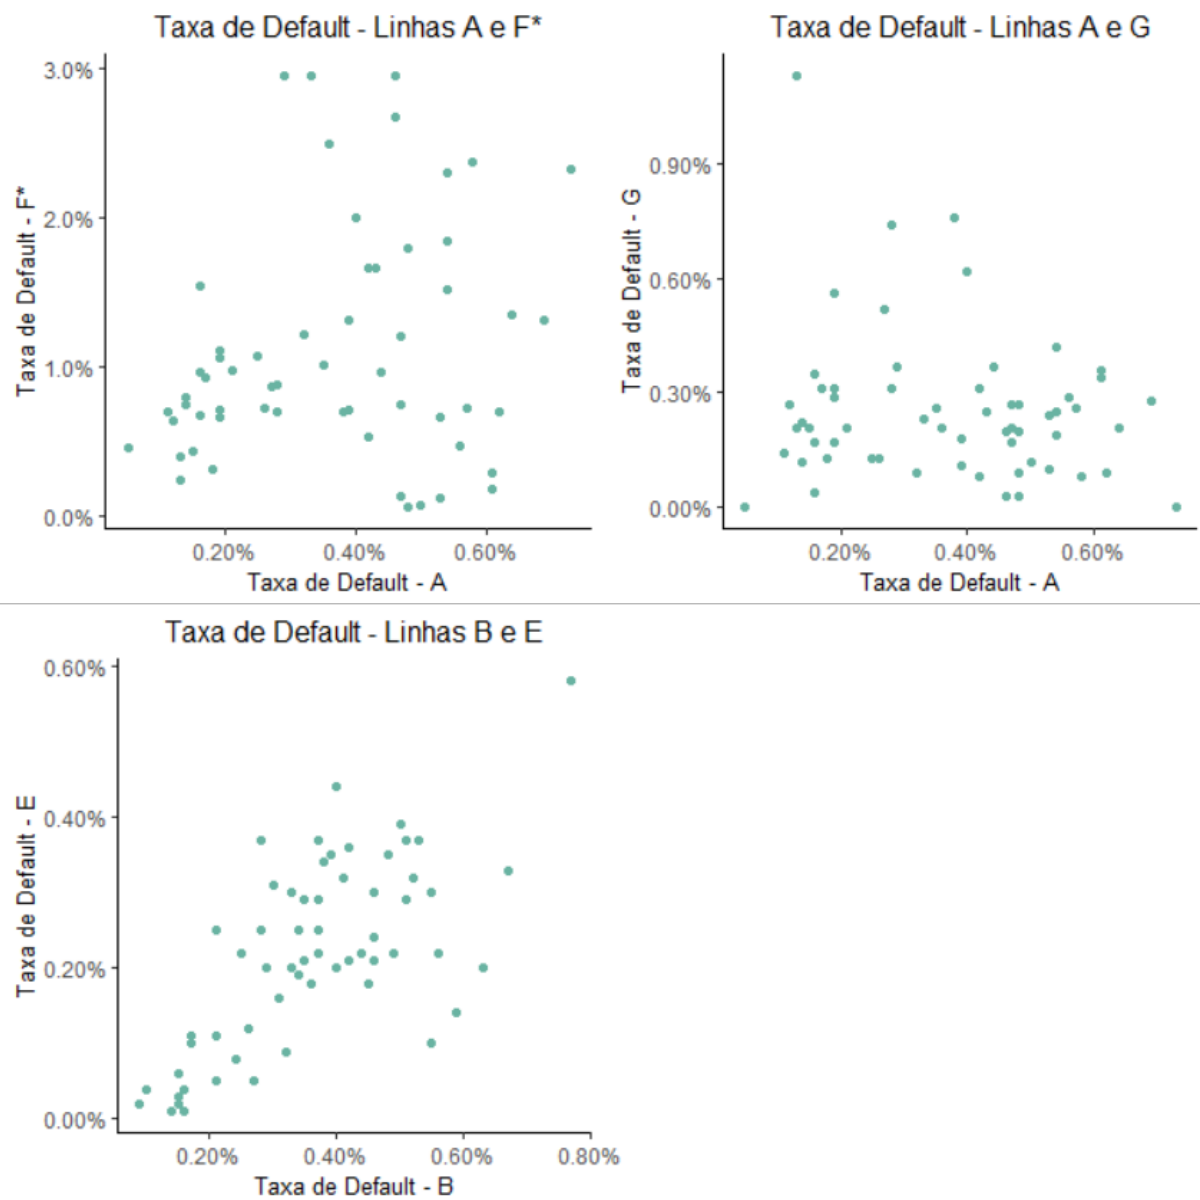 Taxa de Default - Linhas A e F*
Taxa de Default - F*
3.0%
2.0%
1.0%
0.0%
0.20% 0.40% 0.60%
Taxa de Default - A
Taxa de Default - Linhas A e G
Taxa de Default - G
0.90%
0.60%
0.30%
0.00%
0.20% 0.40% 0.60%
Taxa de Default - A
Taxa de Default - Linhas B e E
Taxa de Default - E
0.60%
0.40%
0.20%
0.00%
0.20% 0.40% 0.60% 0.80%
Taxa de Default - B